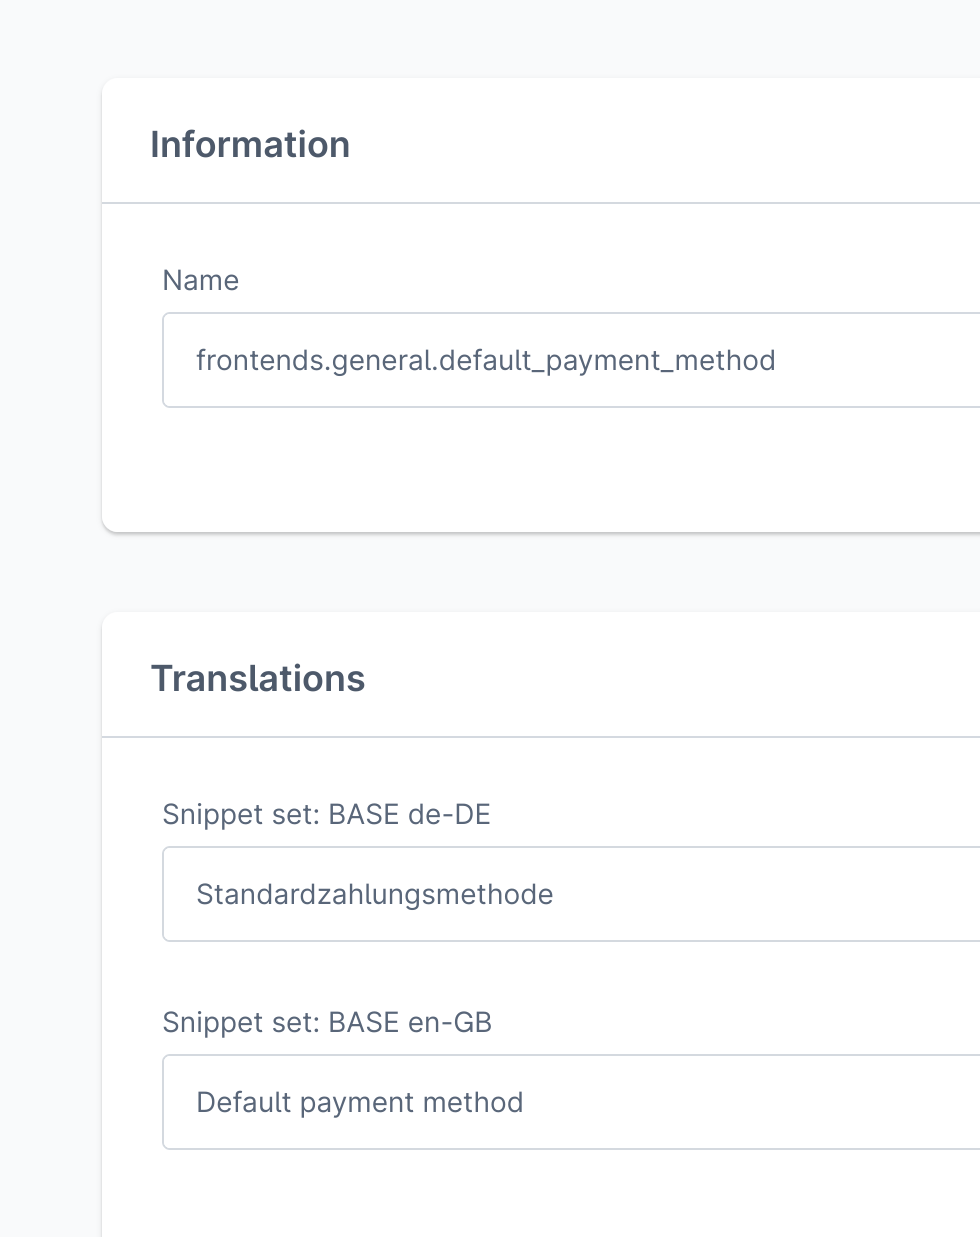 Information
Name
frontends.general.default_payment_method
Translations
Snippet set: BASE de-DE
Standardzahlungsmethode
Snippet set: BASE en-GB
Default payment method